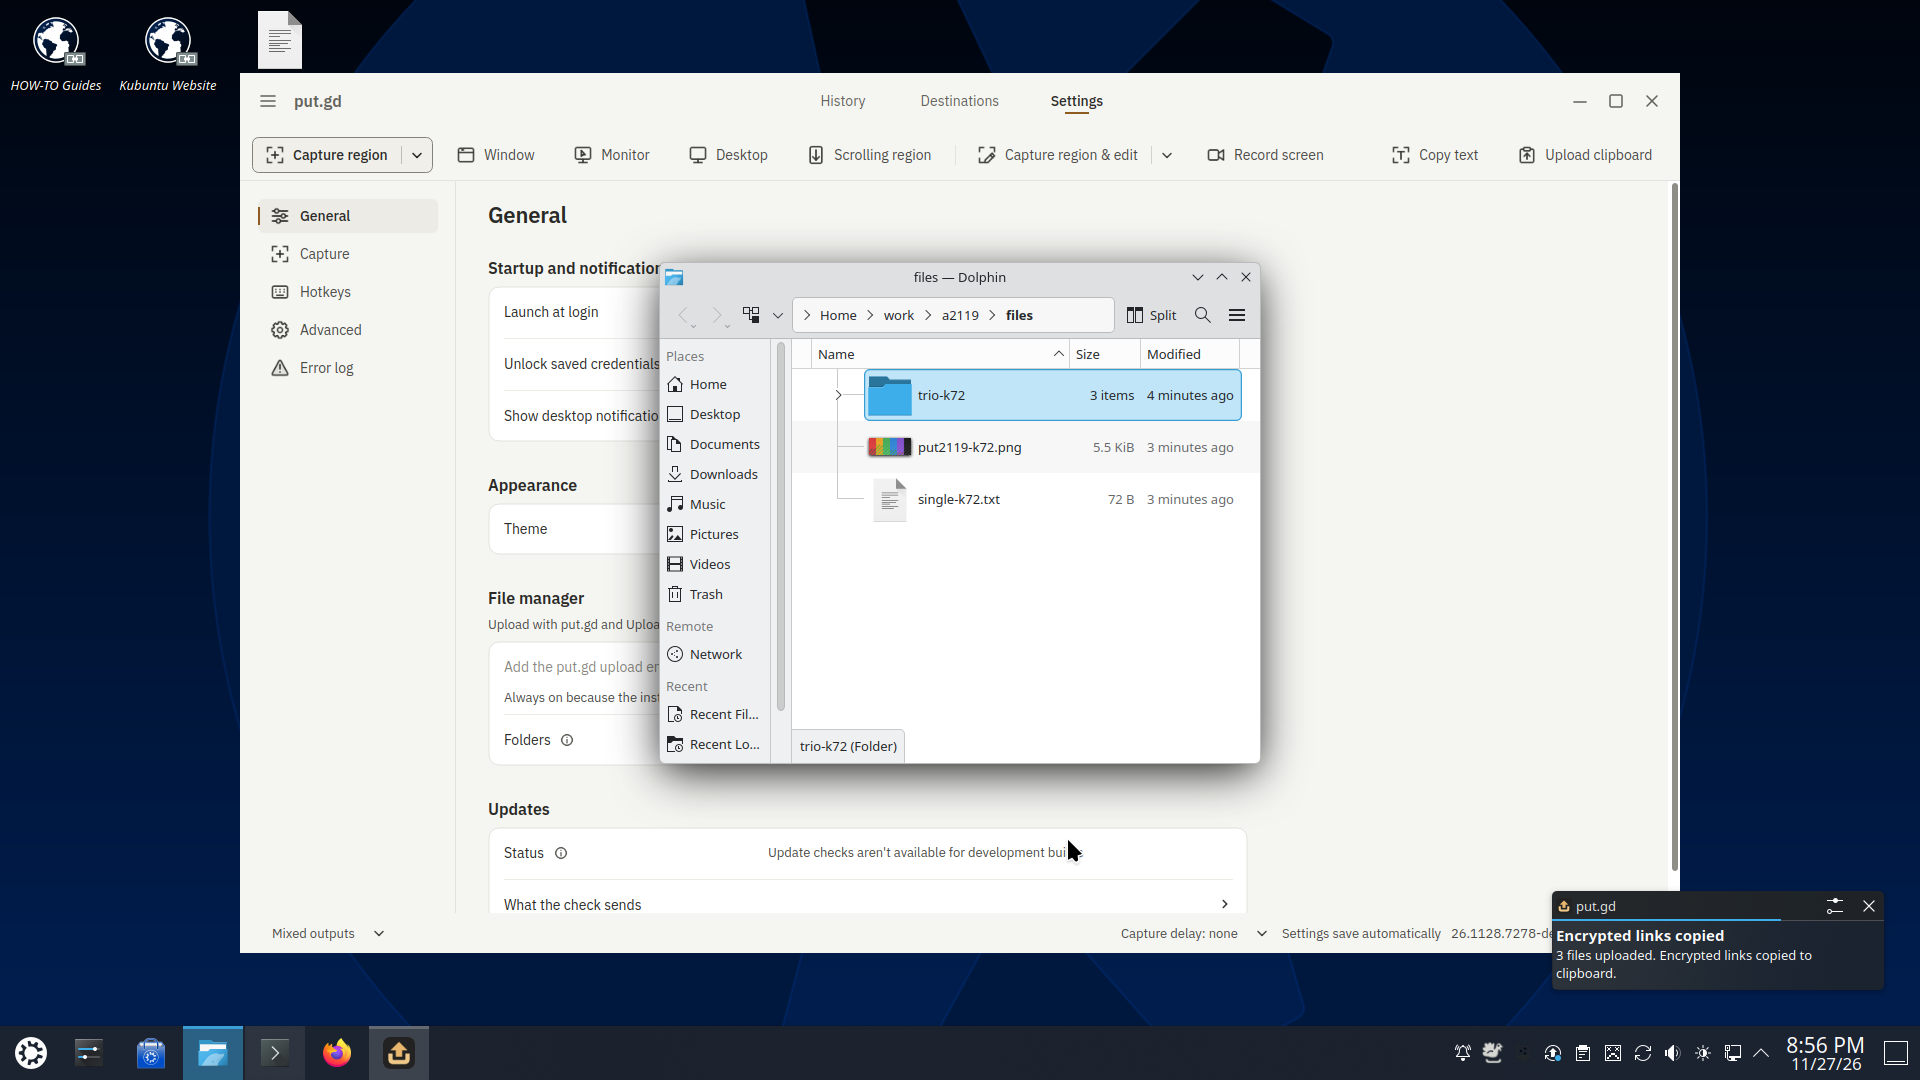 HOW-TO Guides
Kubuntu Website
put.gd
History
Destinations
Settings
Capture region
Window
Monitor
Desktop
Scrolling region
Capture region & edit
Record screen
Copy text
Upload clipboard
General
Capture
Hotkeys
Advanced
Error log
General
Startup and notification
Launch at login
Unlock saved credentials
Show desktop notificatio
Appearance
Theme
File manager
Upload with put.gd and Uploa
Add the put.gd upload en
Always on because the inst
Folders
Updates
Status
Update checks aren't available for development bui
What the check sends
files — Dolphin
Home
work
a2119
files
Split
Places
Home
Desktop
Documents
Downloads
Music
Pictures
Videos
Trash
Remote
Network
Recent
Recent Fil...
Recent Lo...
Name
Size
Modified
trio-k72
3 items
4 minutes ago
put2119-k72.png
5.5 KiB
3 minutes ago
single-k72.txt
72 B
3 minutes ago
trio-k72 (Folder)
Mixed outputs
Capture delay: none
Settings save automatically
26.1128.7278-de
put.gd
Encrypted links copied
3 files uploaded. Encrypted links copied to
clipboard.
8:56 PM
11/27/26